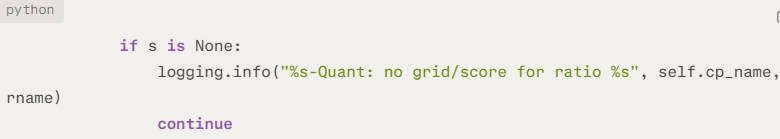 python
if s is None:
logging.info("%s-Quant: no grid/score for ratio %s", self.cp_name,
rname)
continue